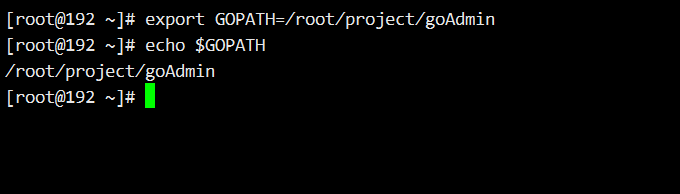 [root@192 ~]# export GOPATH=/root/project/goAdmin
[root@192 ~]# echo $GOPATH
/root/project/goAdmin
[root@192 ~]#